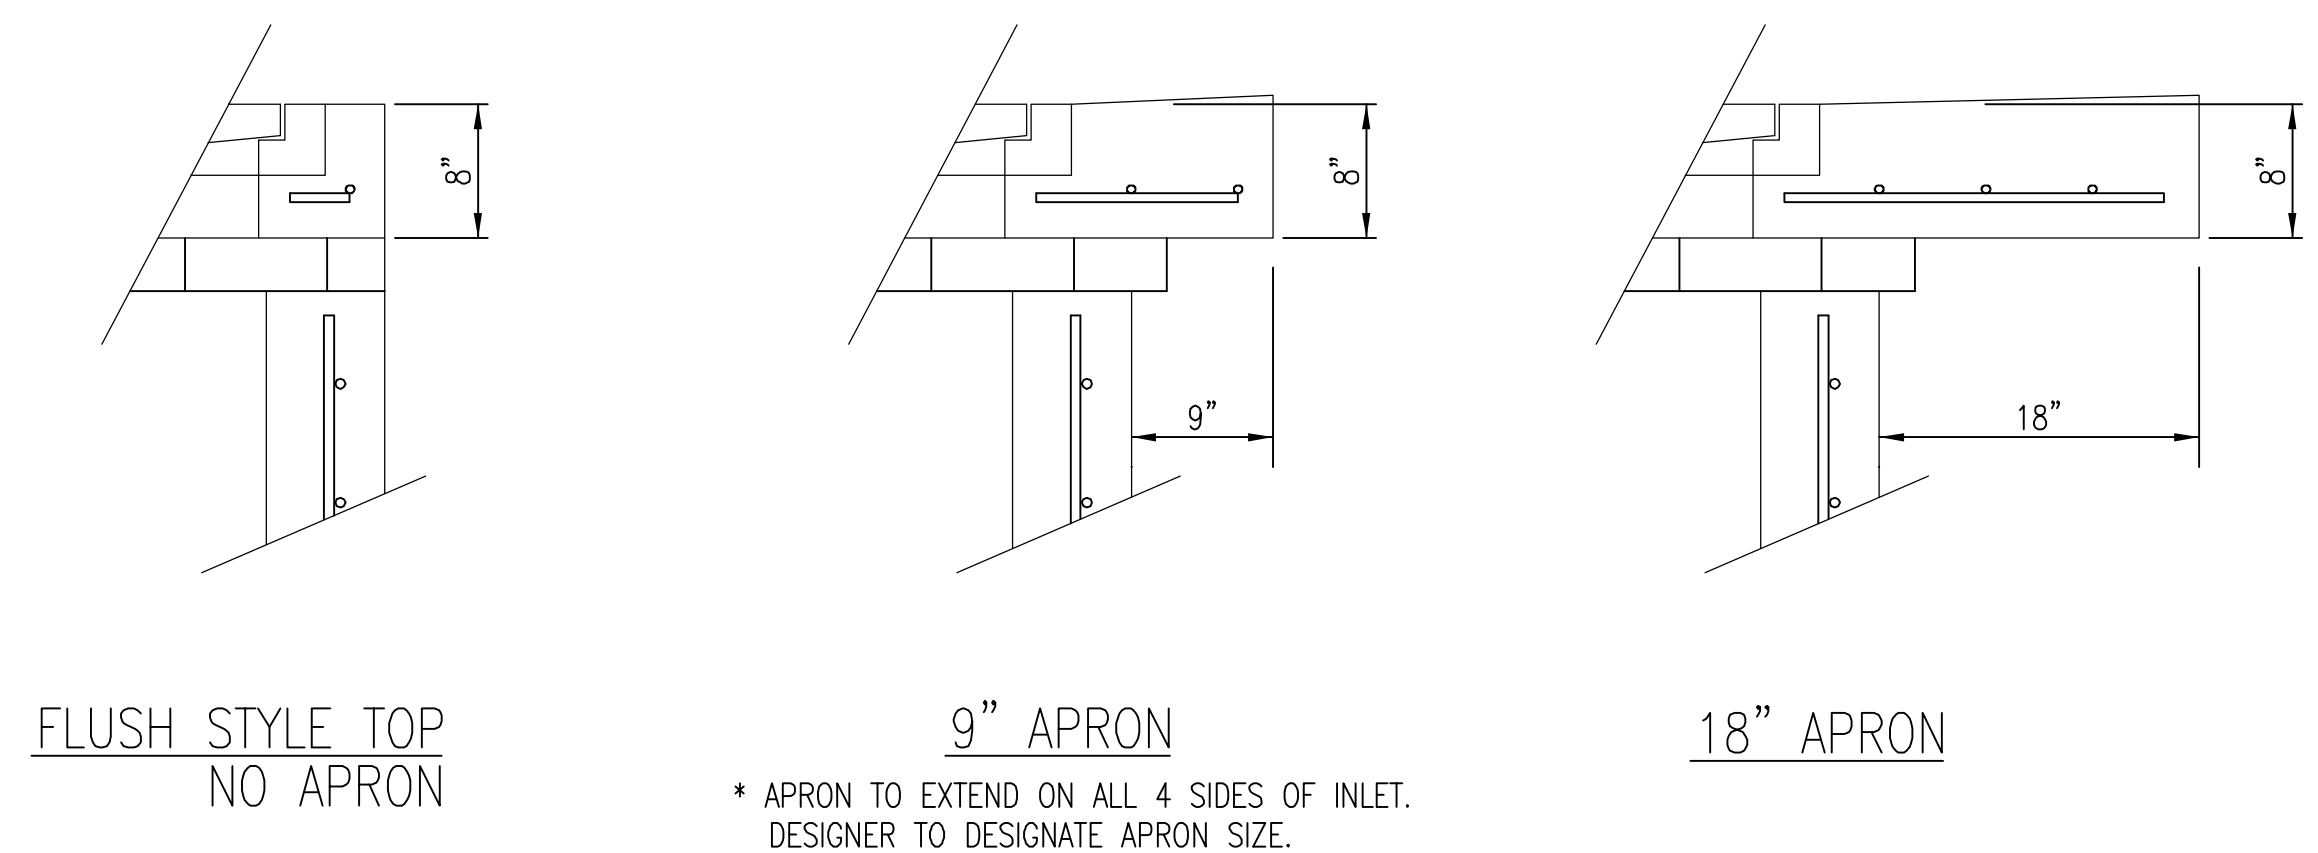 8”
8”
8”
9”
18”
FLUSH STYLE TOP
NO APRON
9” APRON
* APRON TO EXTEND ON ALL 4 SIDES OF INLET.
DESIGNER TO DESIGNATE APRON SIZE.
18” APRON